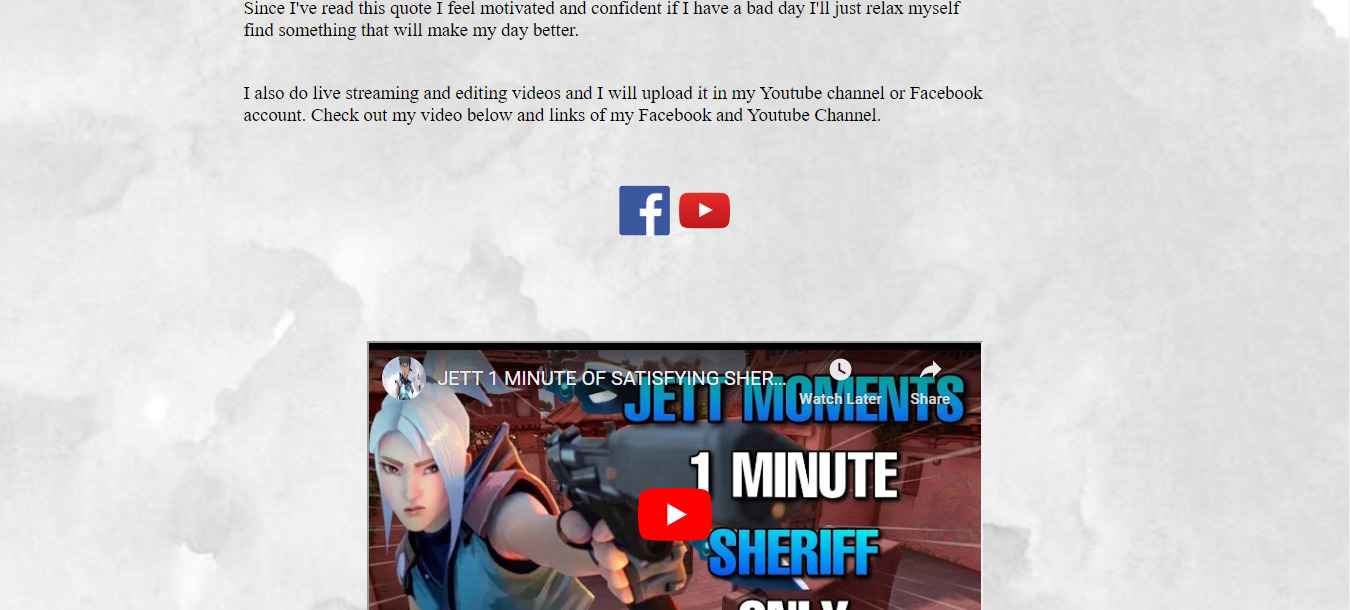 Since I've read this quote I feel motivated and confident if I have a bad day I'll just relax myself
find something that will make my day better.
I also do live streaming and editing videos and I will upload it in my Youtube channel or Facebook
account. Check out my video below and links of my Facebook and Youtube Channel.
f
JETT 1 MINUTE OF SATISFYING SHER...
Watch Later
Share
JETT MOMENTS
1 MINUTE
SHERIFF
ONLY